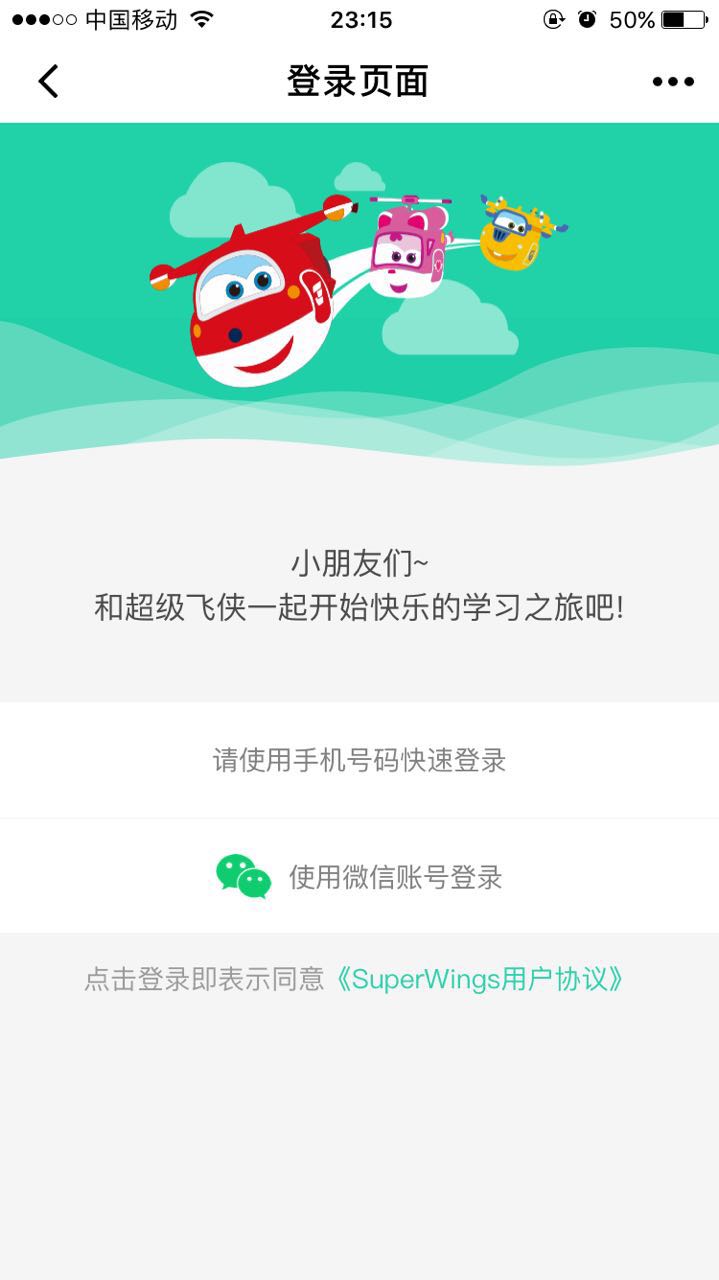 中国移动 23:15 50%
登录页面
小朋友们~
和超级飞侠一起开始快乐的学习之旅吧!
请使用手机号码快速登录
使用微信账号登录
点击登录即表示同意《SuperWings用户协议》